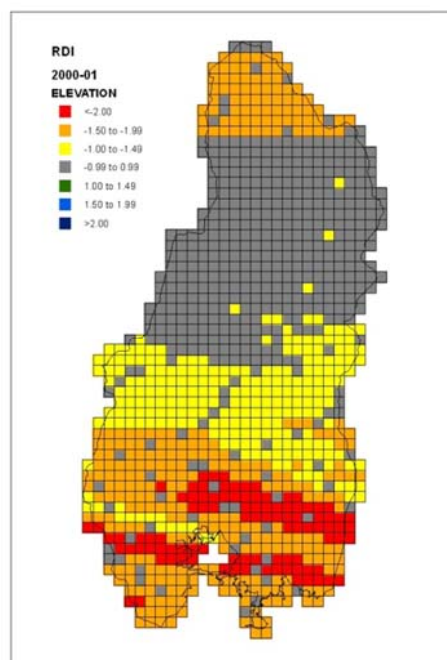 RDI
2000-01
ELEVATION
<-2.00
-1.50 to -1.99
-1.00 to -1.49
-0.99 to 0.99
1.00 to 1.49
1.50 to 1.99
>2.00